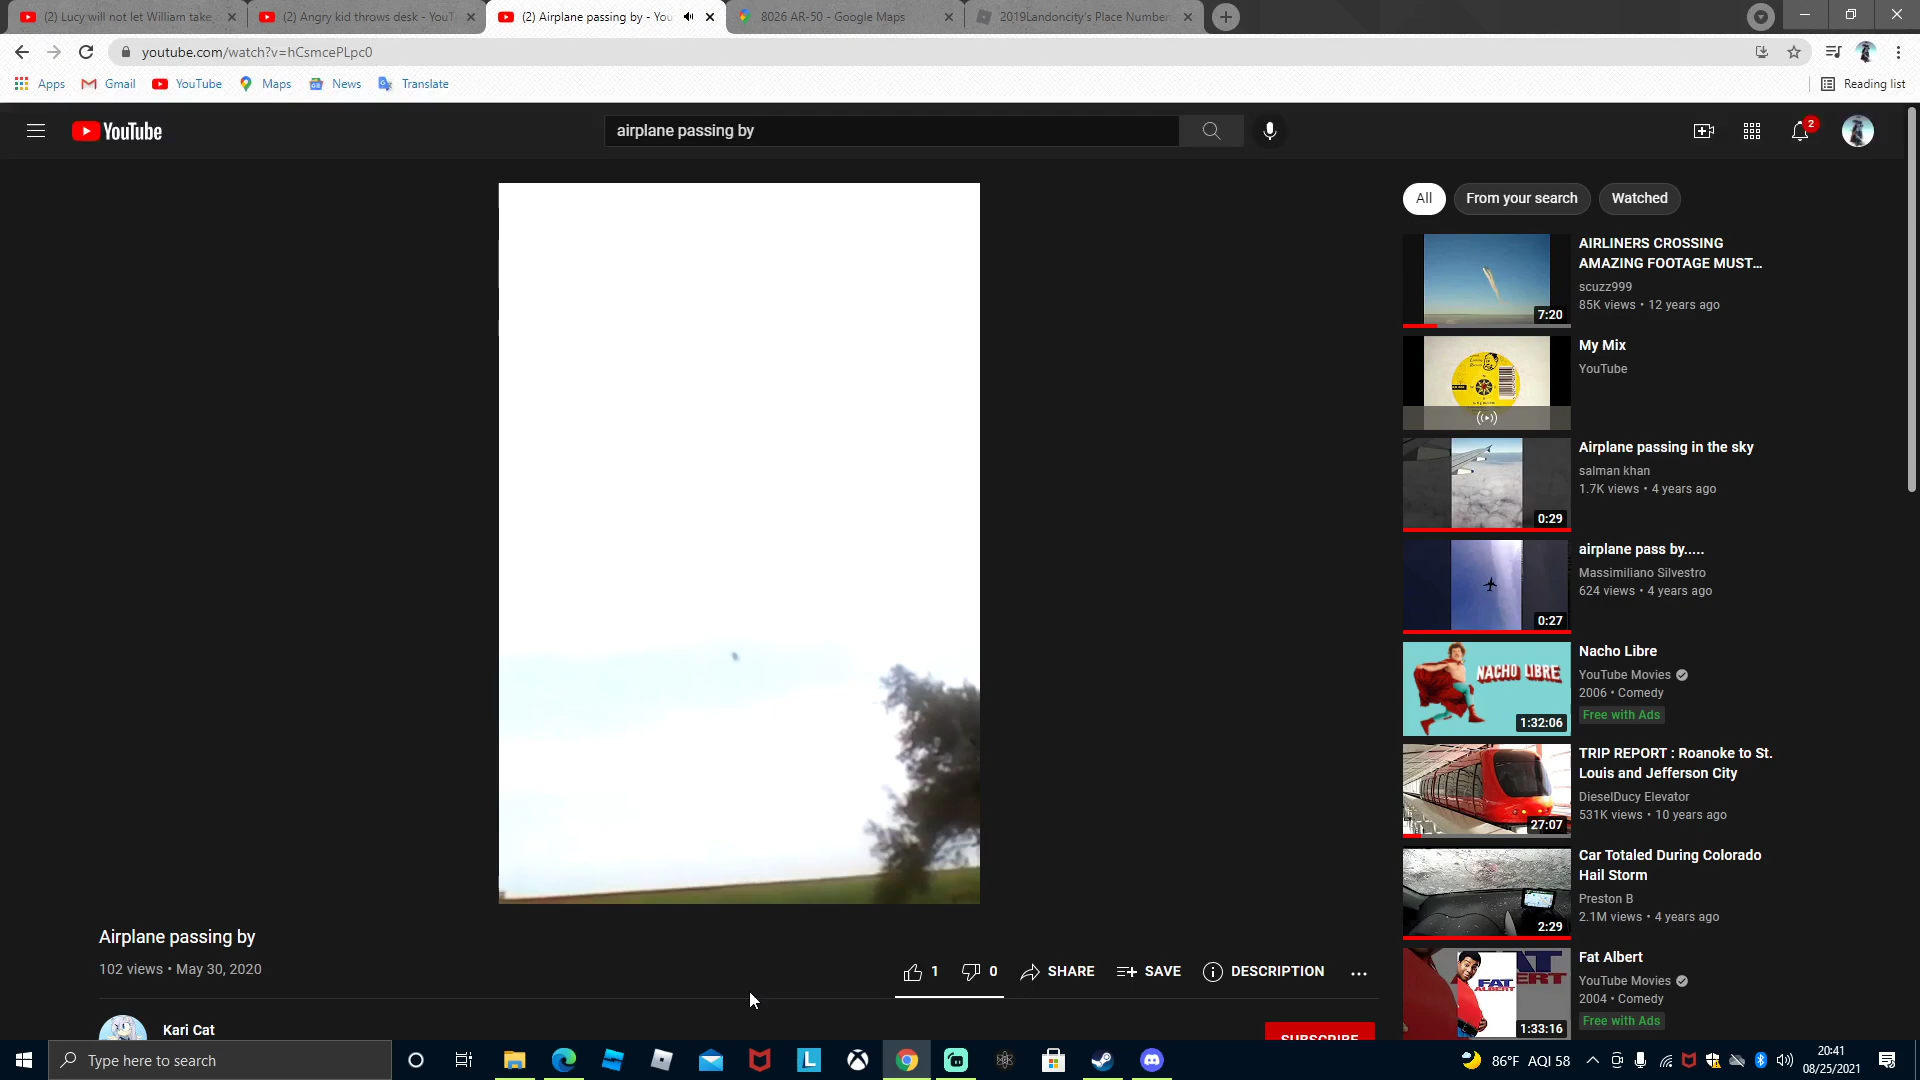 (2) Lucy will not let William take
(2) Angry kid throws desk - YouT
(2) Airplane passing by - You
8026 AR-50 - Google Maps
2019Landoncity's Place Number
youtube.com/watch?v=hCsmcePLpc0
Apps
Gmail
YouTube
Maps
News
Translate
Reading list
YouTube
airplane passing by
2
All
From your search
Watched
AIRLINERS CROSSING
AMAZING FOOTAGE MUST...
scuzz999
85K views • 12 years ago
7:20
My Mix
YouTube
Airplane passing in the sky
salman khan
1.7K views • 4 years ago
0:29
airplane pass by.....
Massimiliano Silvestro
624 views • 4 years ago
0:27
Nacho Libre
YouTube Movies
2006 • Comedy
Free with Ads
NACHO LIBRE
1:32:06
TRIP REPORT : Roanoke to St.
Louis and Jefferson City
DieselDucy Elevator
531K views • 10 years ago
27:07
Car Totaled During Colorado
Hail Storm
Preston B
2.1M views • 4 years ago
2:29
Fat Albert
YouTube Movies
2004 • Comedy
Free with Ads
FAT
ALBERT
1:33:16
Airplane passing by
102 views • May 30, 2020
1
0
SHARE
SAVE
DESCRIPTION
Kari Cat
SUBSCRIBE
Type here to search
86°F AQI 58
20:41
08/25/2021